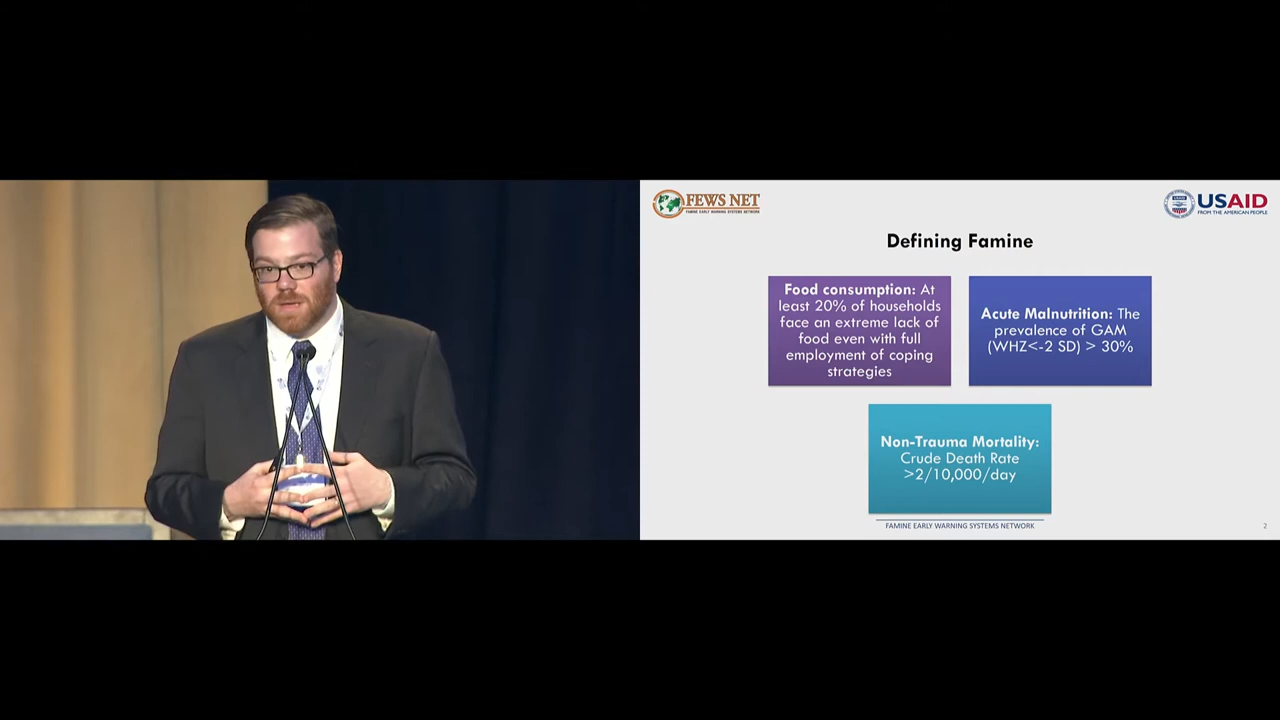 FEWS NET
FAMINE EARLY WARNING SYSTEMS NETWORK
USAID
FROM THE AMERICAN PEOPLE
Defining Famine
Food consumption: At
least 20% of households
face an extreme lack of
food even with full
employment of coping
strategies
Acute Malnutrition: The
prevalence of GAM
(WHZ<-2 SD) > 30%
Non-Trauma Mortality:
Crude Death Rate
>2/10,000/day
FAMINE EARLY WARNING SYSTEMS NETWORK
2